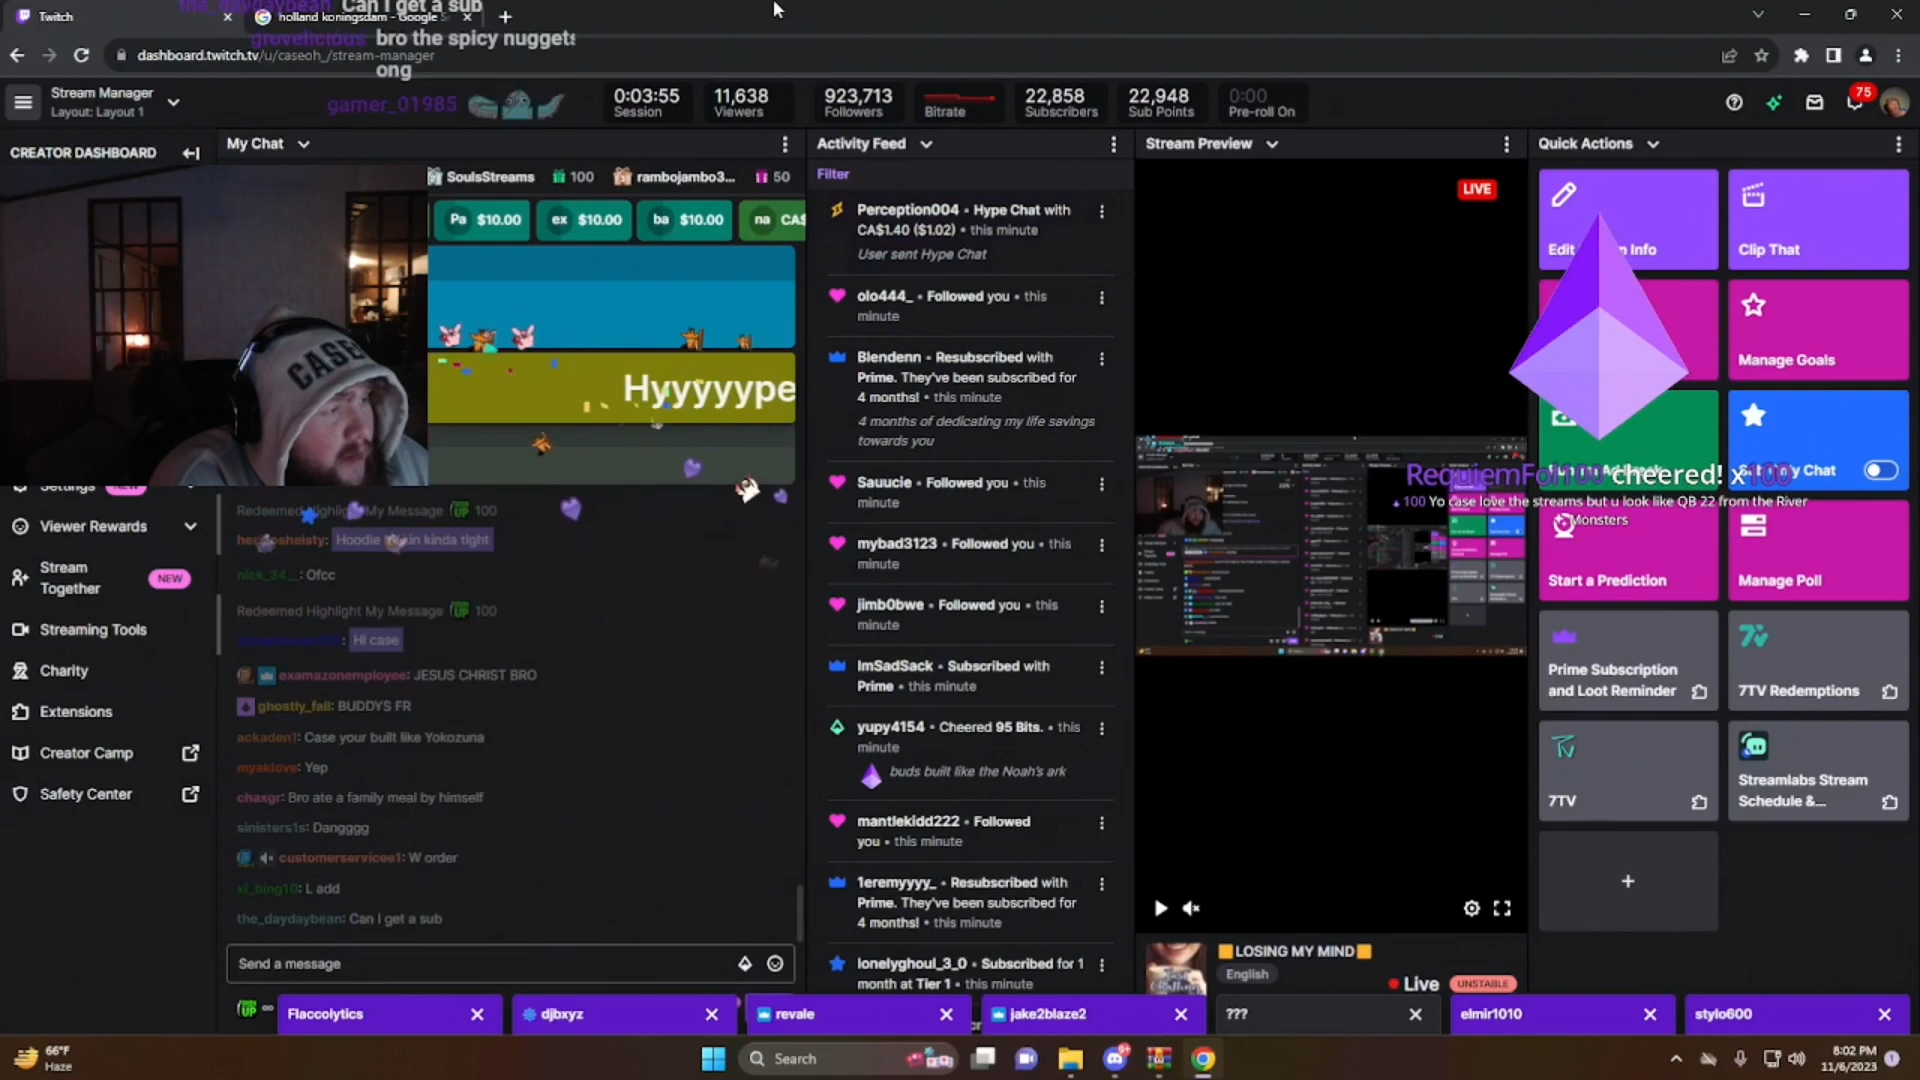 the_daydaybean Can I get a sub
Twitch
holland koningsdam - Google S
grovelicious bro the spicy nuggets
ong
dashboard.twitch.tv/u/caseoh_/stream-manager
Stream Manager
Layout: Layout 1
gamer_01985
0:03:55
Session
11,638
Viewers
923,713
Followers
Bitrate
22,858
Subscribers
22,948
Sub Points
0:00
Pre-roll On
75
CREATOR DASHBOARD
My Chat
Activity Feed
Stream Preview
Quick Actions
SoulsStreams 100 rambojambo3... 50
Pa $10.00 ex $10.00 ba $10.00 na CA$
Hyyyyype
CASE
Viewer Rewards
Stream
Together
NEW
Streaming Tools
Charity
Extensions
Creator Camp
Safety Center
Redeemed Highlight My Message 100
kinda tight
nick_34__: Ofcc
Redeemed Highlight My Message 100
Hi case
examazonemployee: JESUS CHRIST BRO
ghostly_fall: BUDDYS FR
ackaden1: Case your built like Yokozuna
myaklove: Yep
chaxgr: Bro ate a family meal by himself
sinisters1s: Dangggg
customerservicee1: W order
xl_bing10: L add
the_daydaybean: Can I get a sub
Send a message
Filter
Perception004 • Hype Chat with
CA$1.40 ($1.02) • this minute
User sent Hype Chat
olo444_ • Followed you • this
minute
Blendenn • Resubscribed with
Prime. They've been subscribed for
4 months! • this minute
4 months of dedicating my life savings
towards you
Sauucie • Followed you • this
minute
mybad3123 • Followed you • this
minute
jimb0bwe • Followed you • this
minute
ImSadSack • Subscribed with
Prime • this minute
yupy4154 • Cheered 95 Bits. • this
minute
buds built like the Noah's ark
mantlekidd222 • Followed
you • this minute
1eremyyyy_ • Resubscribed with
Prime. They've been subscribed for
4 months! • this minute
lonelyghoul_3_0 • Subscribed for 1
month at Tier 1 • this minute
LIVE
LOSING MY MIND
English
Live
UNSTABLE
Edit Info
Clip That
Manage Goals
Chat
cheered! x100
100 Yo case love the streams but u look like QB 22 from the River
Monsters
Start a Prediction
Manage Poll
Prime Subscription
and Loot Reminder
7TV Redemptions
7TV
Streamlabs Stream
Schedule &...
Flaccolytics
djbxyz
revale
jake2blaze2
???
elmir1010
stylo600
66°F
Haze
Search
8:02 PM
11/6/2023